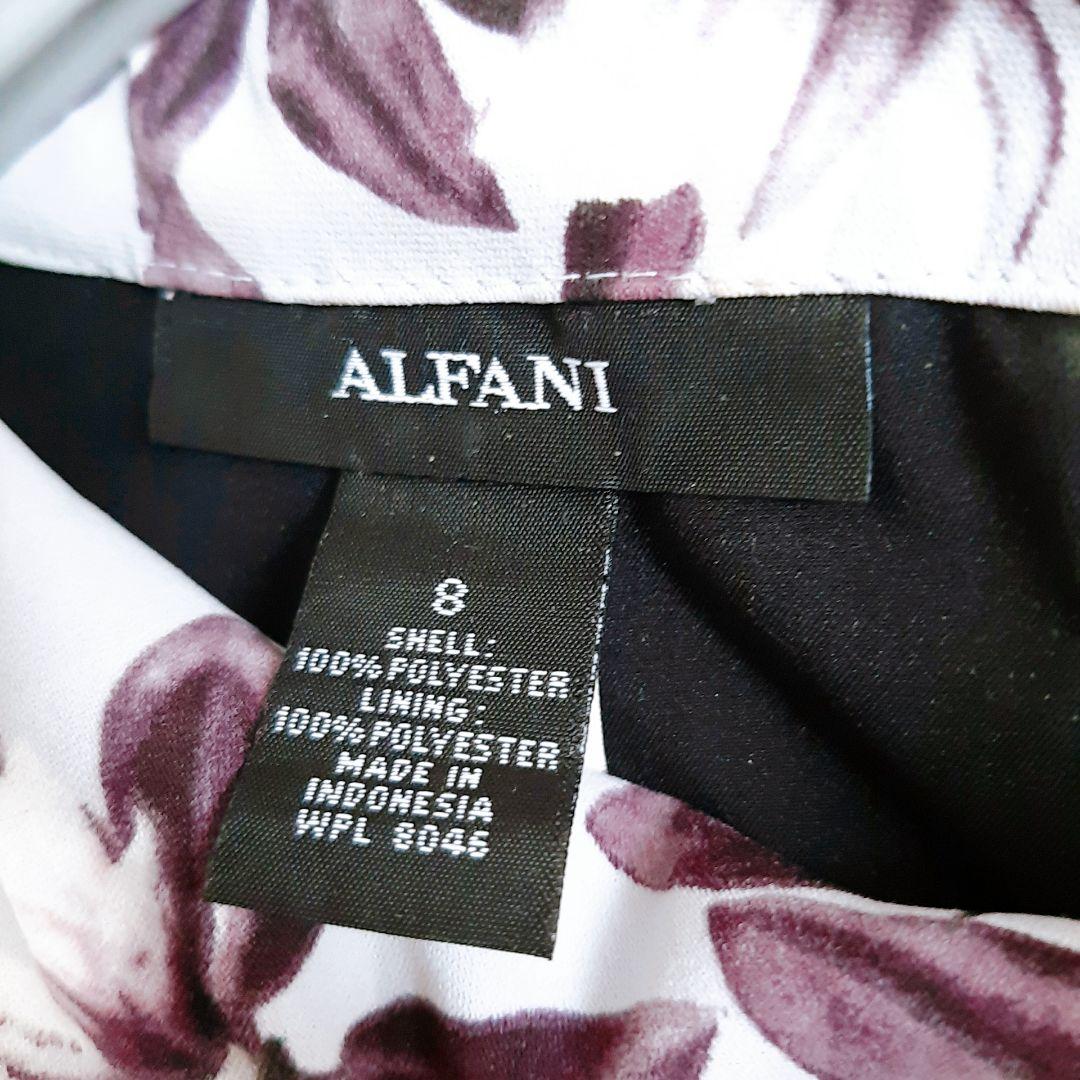 ALFANI
8
SHELL:
100% POLYESTER
LINING:
100% POLYESTER
MADE IN
INDONESIA
WPL 8046